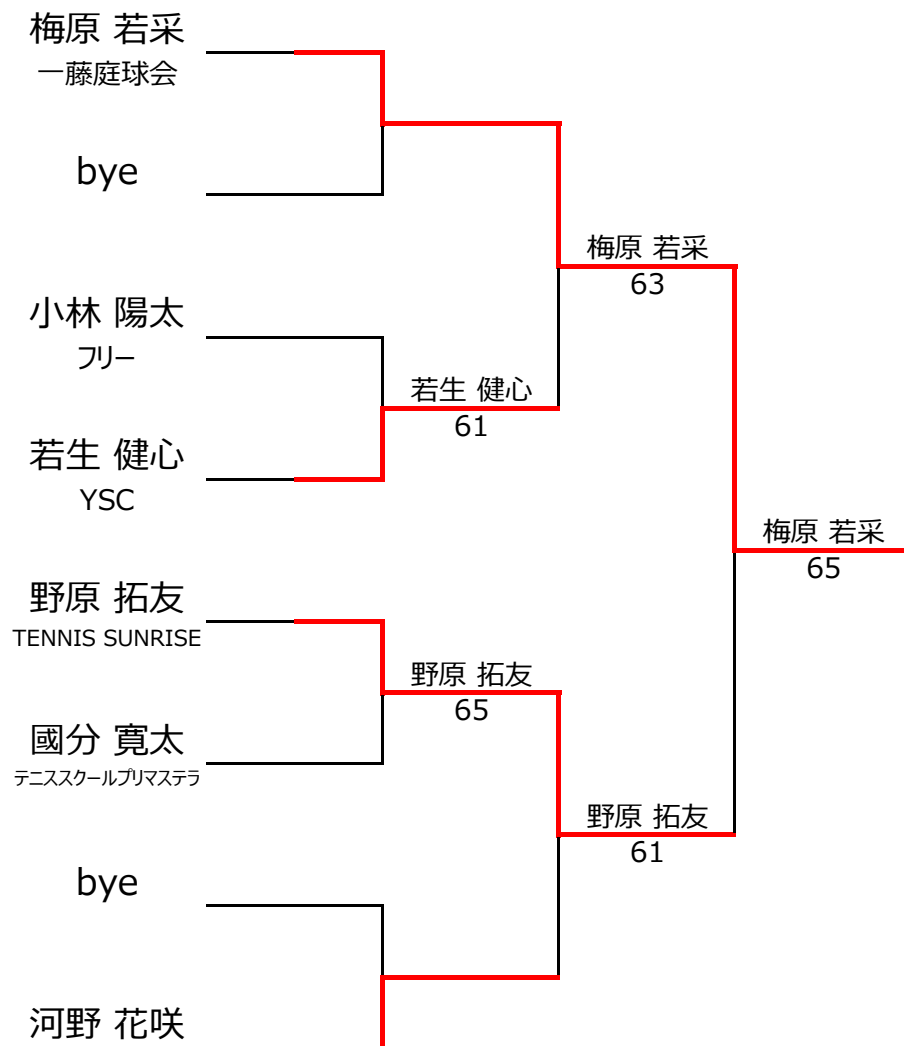 梅原 若采
一藤庭球会
bye
小林 陽太
フリー
若生 健心
YSC
野原 拓友
TENNIS SUNRISE
國分 寛太
テニススクールプリマステラ
bye
河野 花咲
若生 健心
61
野原 拓友
65
梅原 若采
63
野原 拓友
61
梅原 若采
65